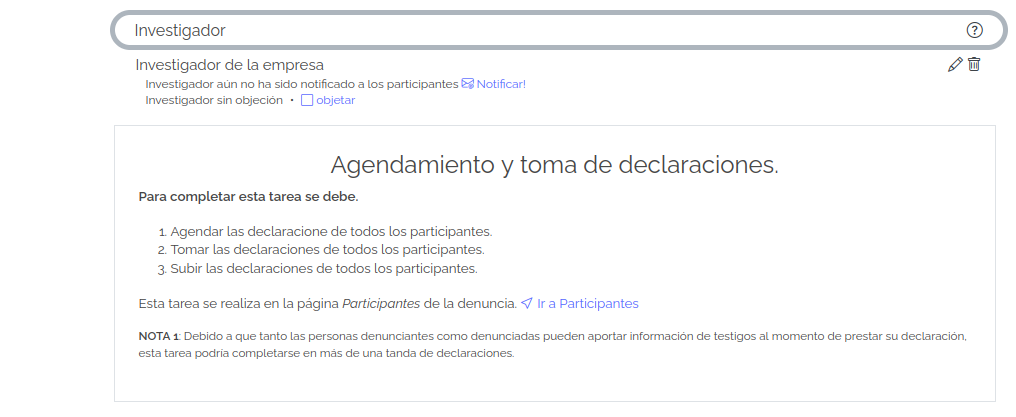 Investigador
Investigador de la empresa
Investigador aún no ha sido notificado a los participantes Notificar!
Investigador sin objeción • objetar
Agendamiento y toma de declaraciones.
Para completar esta tarea se debe.
1. Agendar las declaracione de todos los participantes.
2. Tomar las declaraciones de todos los participantes.
3. Subir las declaraciones de todos los participantes.
Esta tarea se realiza en la página Participantes de la denuncia. Ir a Participantes
NOTA 1: Debido a que tanto las personas denunciantes como denunciadas pueden aportar información de testigos al momento de prestar su declaración,
esta tarea podría completarse en más de una tanda de declaraciones.